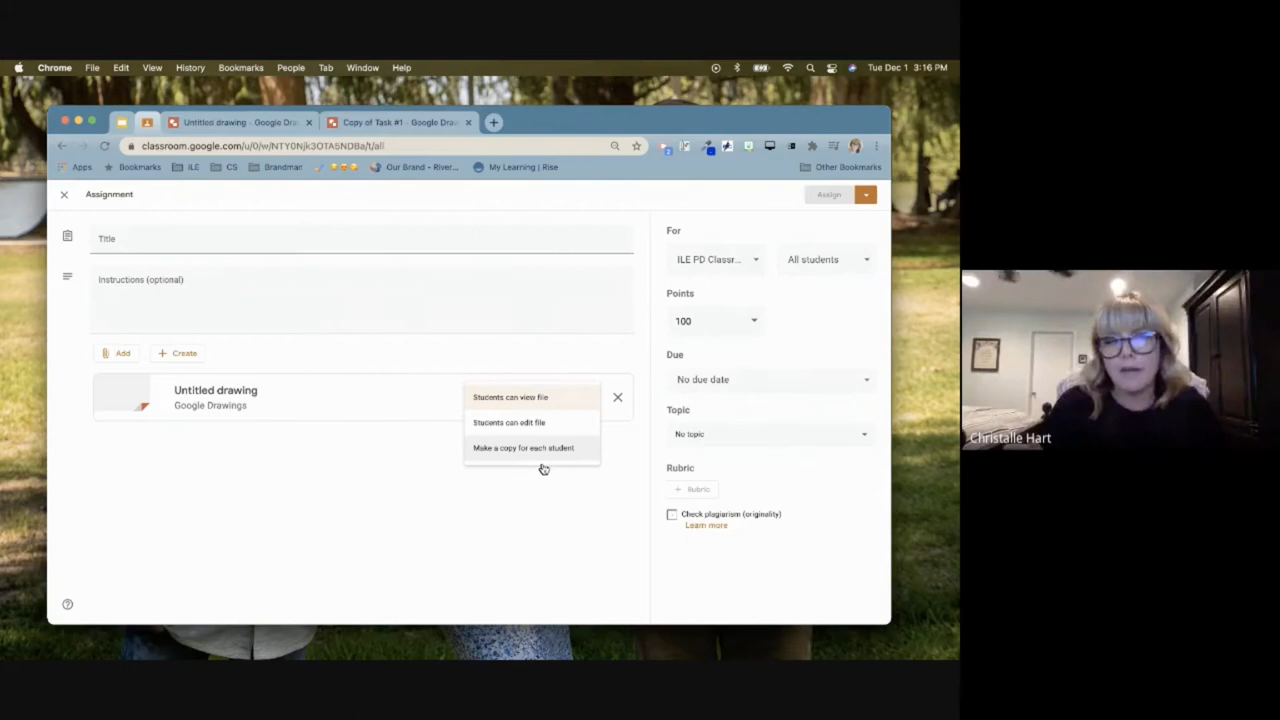 Chrome File Edit View History Bookmarks People Tab Window Help Tue Dec 1 3:16 PM
Untitled drawing - Google Dra Copy of Task #1 - Google Draw
classroom.google.com/u/0/w/NTY0Njk3OTA5NDBa/t/all
Apps Bookmarks ILE CS Brandman Our Brand - River... My Learning | Rise Other Bookmarks
Assignment Assign
Title
Instructions (optional)
Add Create
Untitled drawing
Google Drawings
Students can view file
Students can edit file
Make a copy for each student
For
ILE PD Classr... All students
Points
100
Due
No due date
Topic
No topic
Rubric
+ Rubric
Check plagiarism (originality)
Learn more
Christalle Hart